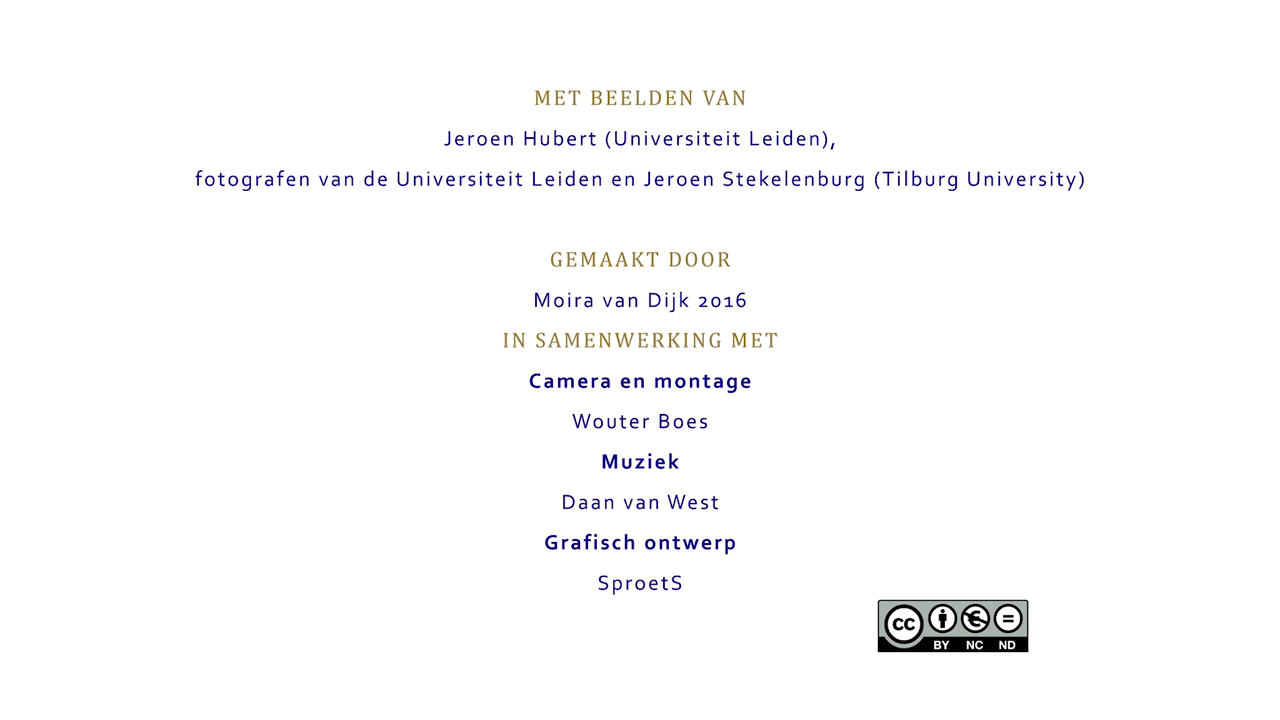 MET BEELDEN VAN
Jeroen Hubert (Universiteit Leiden),
fotografen van de Universiteit Leiden en Jeroen Stekelenburg (Tilburg University)
GEMAAKT DOOR
Moira van Dijk 2016
IN SAMENWERKING MET
Camera en montage
Wouter Boes
Muziek
Daan van West
Grafisch ontwerp
SproetS
cc € =
BY NC ND